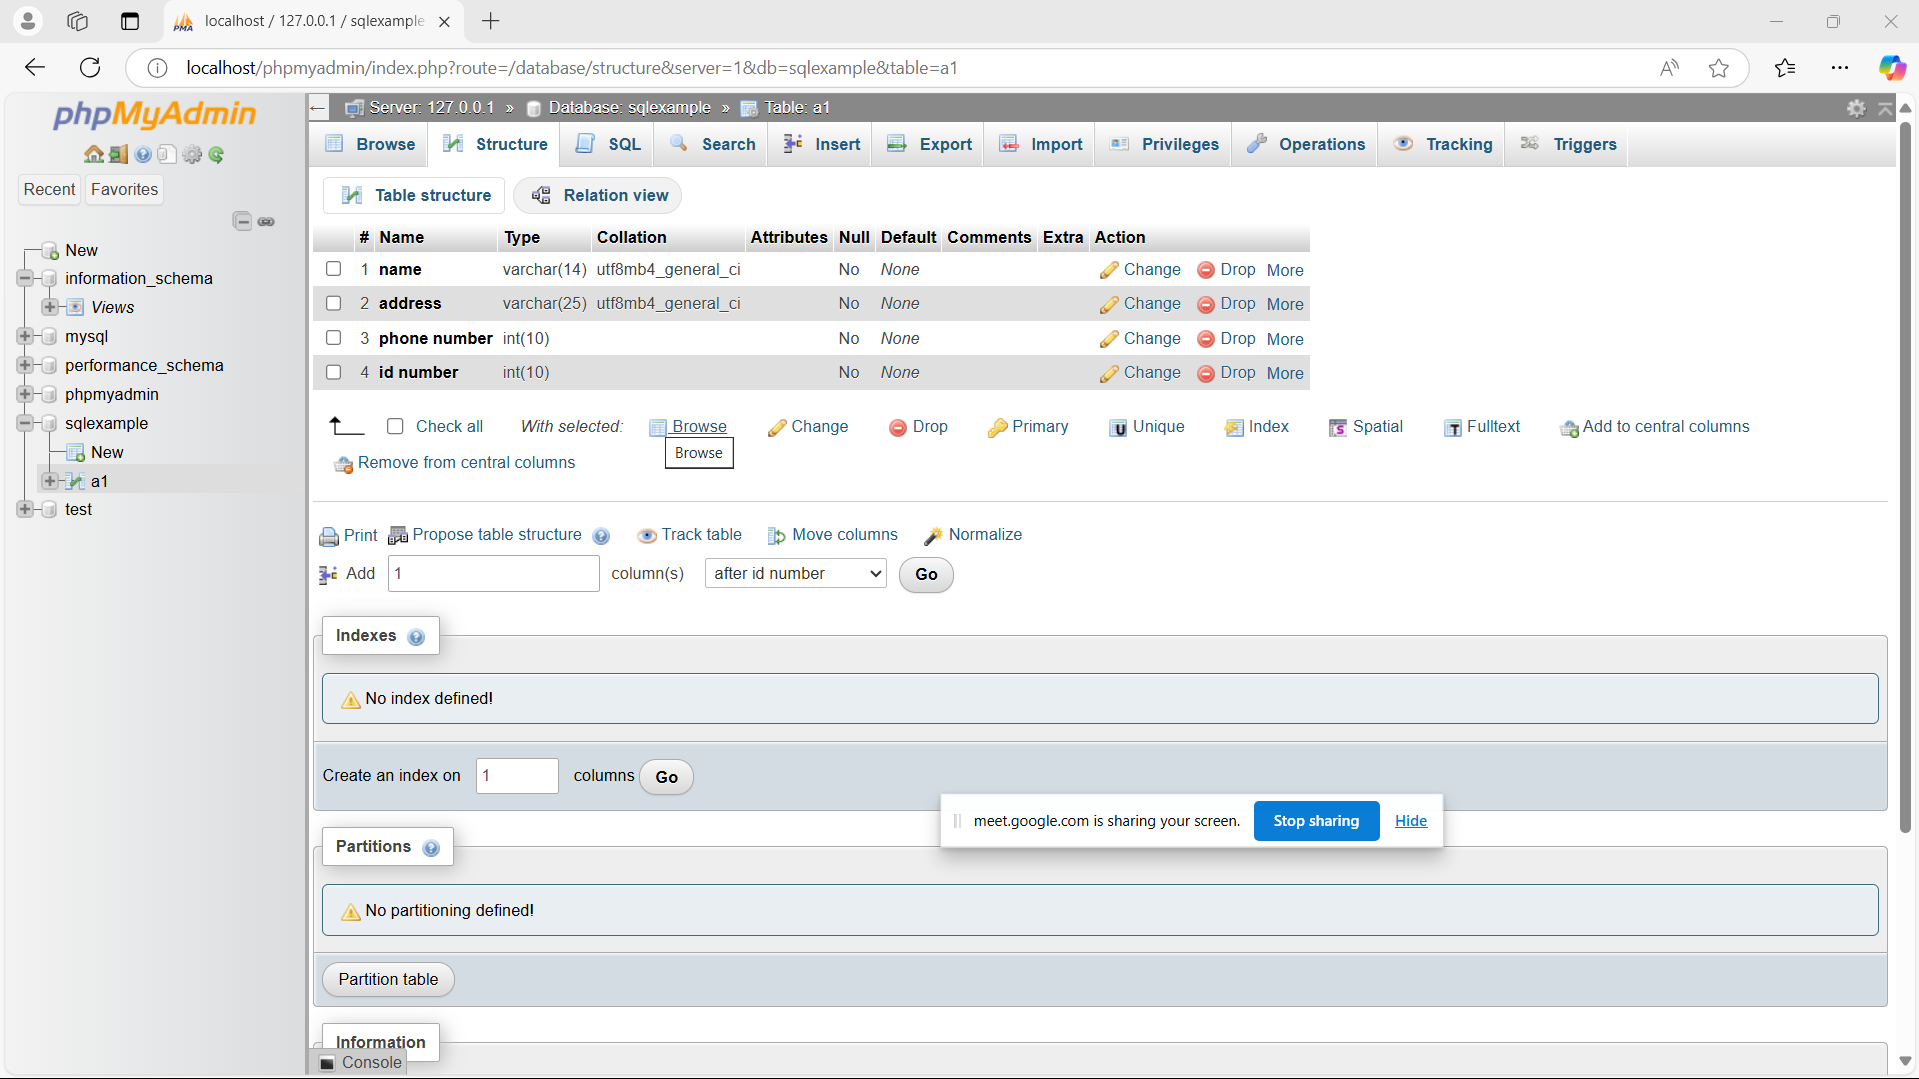 localhost / 127.0.0.1 / sqlexample
localhost/phpmyadmin/index.php?route=/database/structure&server=1&db=sqlexample&table=a1
phpMyAdmin
Recent Favorites
New
information_schema
Views
mysql
performance_schema
phpmyadmin
sqlexample
New
a1
test
Server: 127.0.0.1 » Database: sqlexample » Table: a1
Browse Structure SQL Search Insert Export Import Privileges Operations Tracking Triggers
Table structure Relation view
# Name Type Collation Attributes Null Default Comments Extra Action
1 name varchar(14) utf8mb4_general_ci No None Change Drop More
2 address varchar(25) utf8mb4_general_ci No None Change Drop More
3 phone number int(10) No None Change Drop More
4 id number int(10) No None Change Drop More
Check all With selected: Browse Change Drop Primary Unique Index Spatial Fulltext Add to central columns
Browse
Remove from central columns
Print Propose table structure Track table Move columns Normalize
Add 1 column(s) after id number Go
Indexes
No index defined!
Create an index on 1 columns Go
meet.google.com is sharing your screen. Stop sharing Hide
Partitions
No partitioning defined!
Partition table
Information
Console